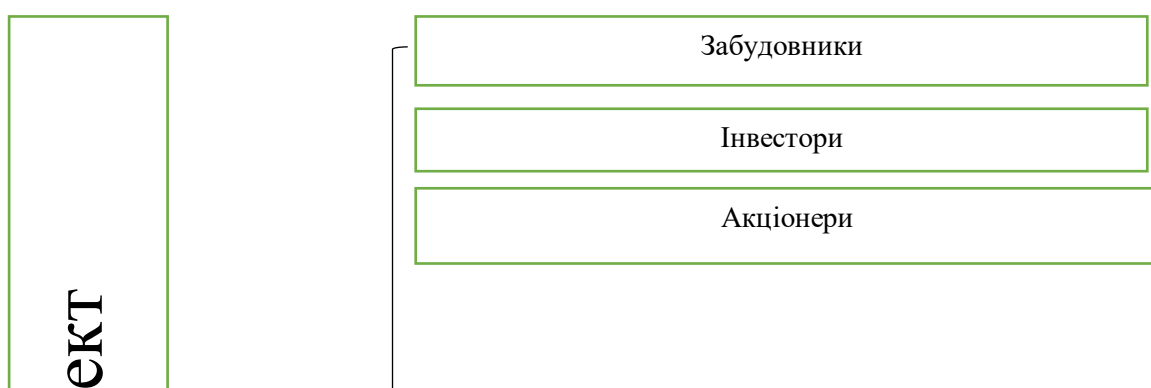 Забудовники
Інвестори
Акціонери
ект